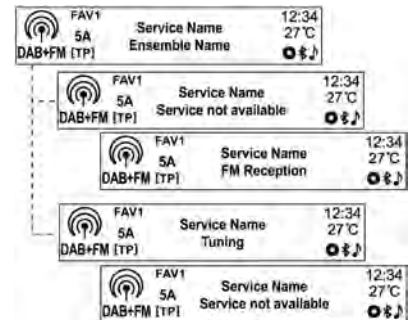 FAV1 12:34
5A Service Name 27°C
Ensemble Name
DAB+FM [TP]
FAV1 12:34
5A Service Name 27°C
Service not available
DAB+FM [TP]
FAV1 12:34
5A Service Name 27°C
FM Reception
DAB+FM [TP]
FAV1 12:34
5A Service Name 27°C
Tuning
DAB+FM [TP]
FAV1 12:34
5A Service Name 27°C
Service not available
DAB+FM [TP]